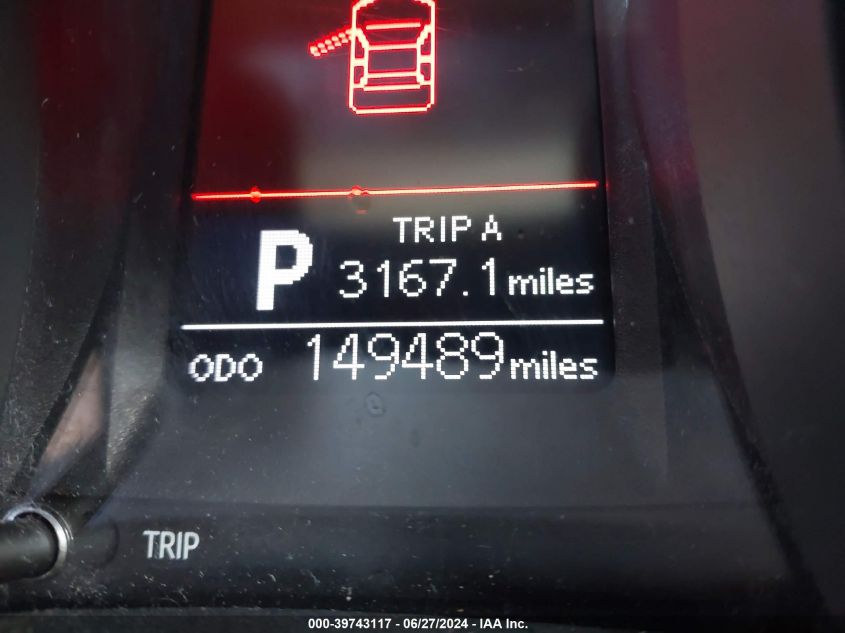 TRIP A
P 3167.1 miles
ODO 149489 miles
TRIP
000-39743117 - 06/27/2024 - IAA Inc.